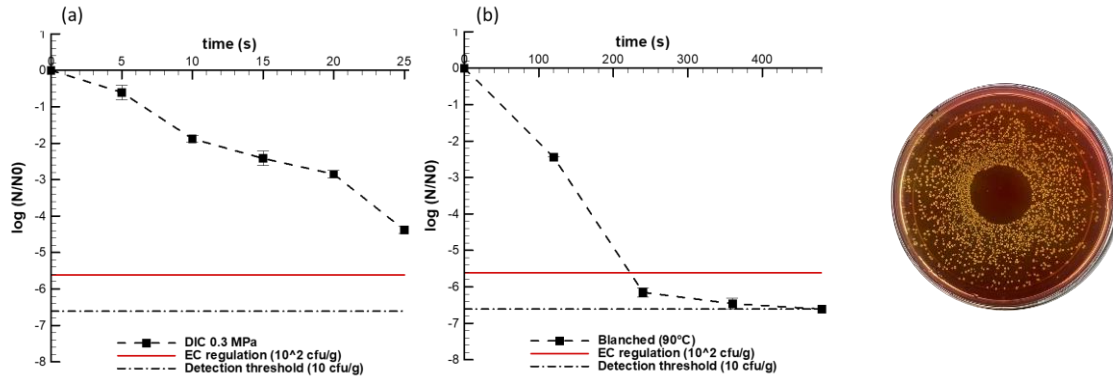 (a)
time (s)
0 5 10 15 20 25
1
0
-1
-2
-3
-4
-5
-6
-7
-8
log (N/N0)
DIC 0.3 MPa
EC regulation (10^2 cfu/g)
Detection threshold (10 cfu/g)
(b)
time (s)
0 200 400
1
0
-1
-2
-3
-4
-5
-6
-7
-8
log (N/N0)
Blanched (90°C)
EC regulation (10^2 cfu/g)
Detection threshold (10 cfu/g)